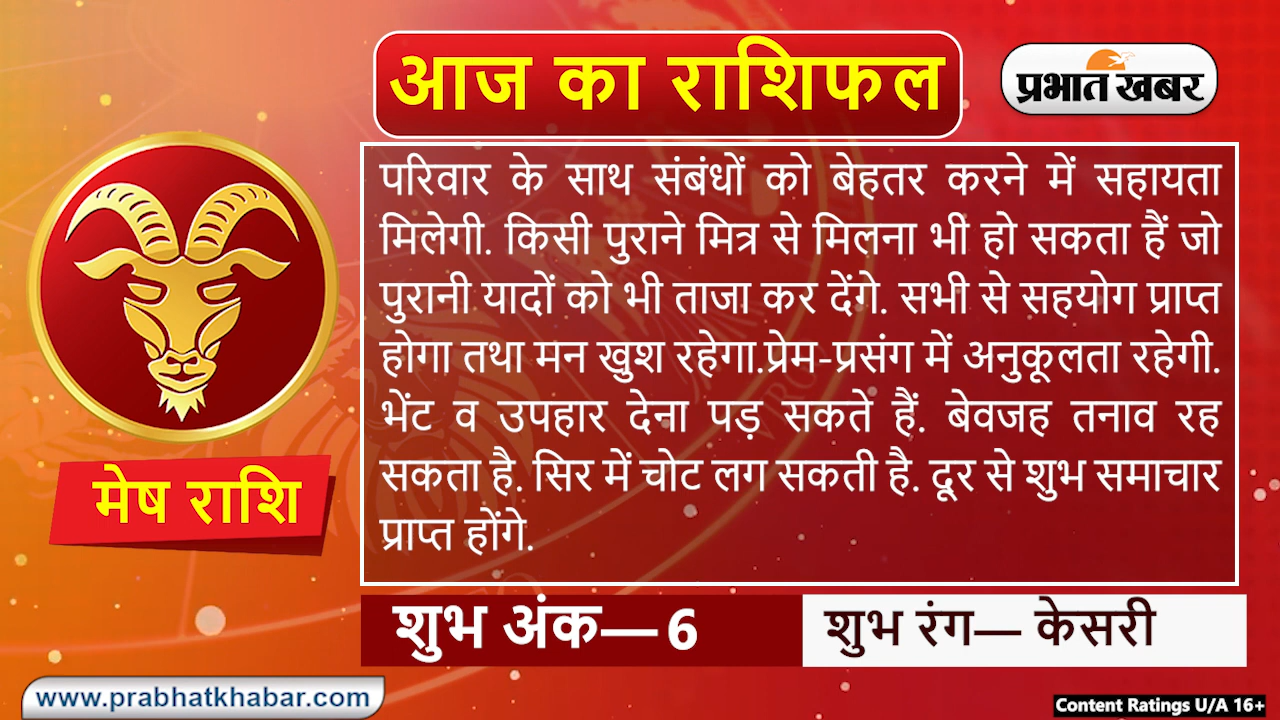 आज का राशिफल
प्रभात खबर
परिवार के साथ संबंधों को बेहतर करने में सहायता
मिलेगी. किसी पुराने मित्र से मिलना भी हो सकता हैं जो
पुरानी यादों को भी ताजा कर देंगे. सभी से सहयोग प्राप्त
होगा तथा मन खुश रहेगा.प्रेम-प्रसंग में अनुकूलता रहेगी.
भेंट व उपहार देना पड़ सकते हैं. बेवजह तनाव रह
सकता है. सिर में चोट लग सकती है. दूर से शुभ समाचार
प्राप्त होंगे.
मेष राशि
शुभ अंक—6
शुभ रंग— केसरी
www.prabhatkhabar.com
Content Ratings U/A 16+